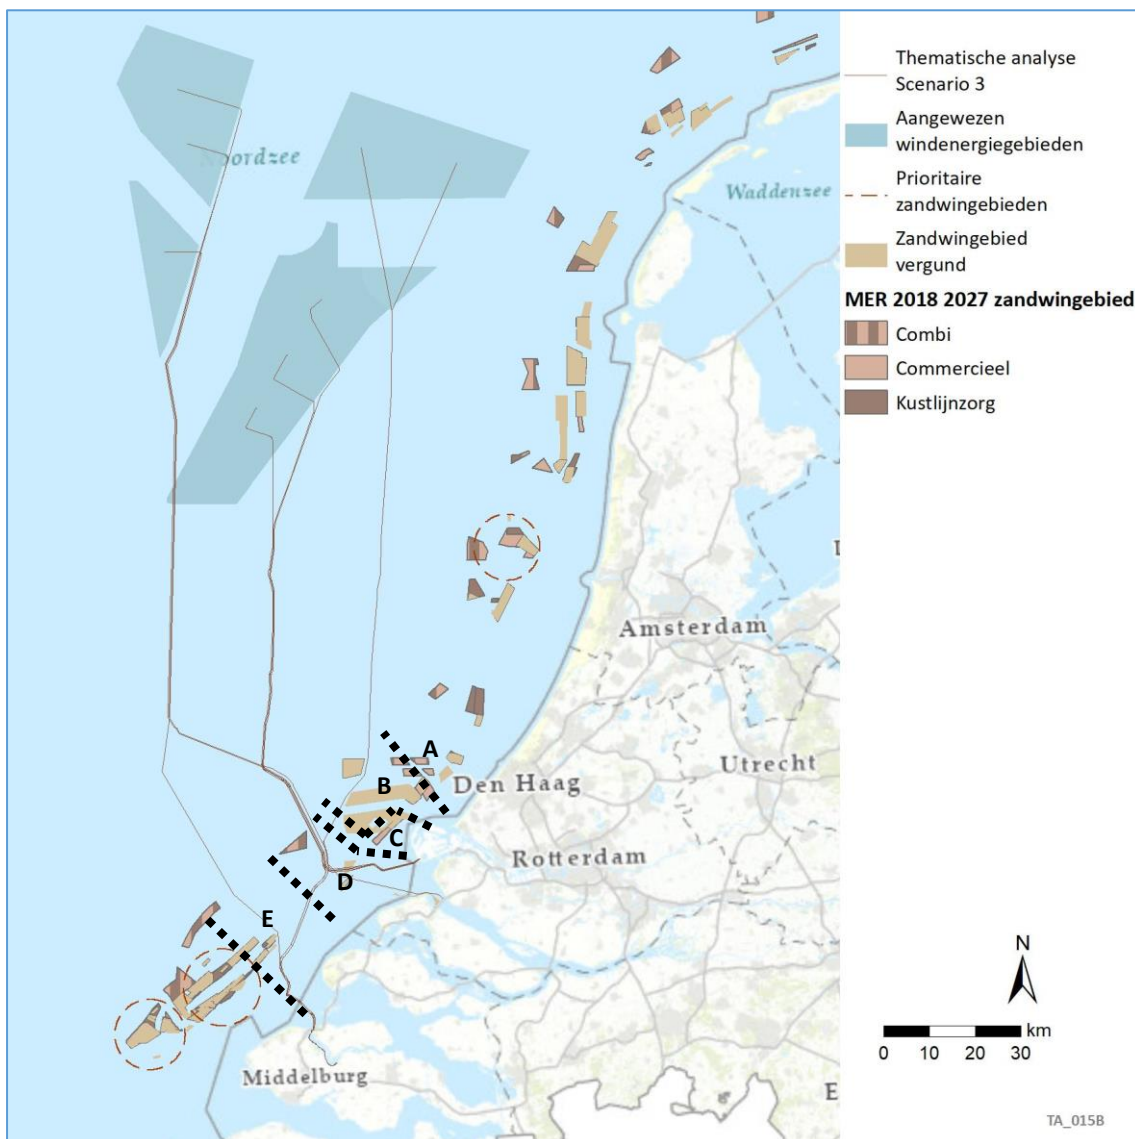 Noordzee
Waddenzee
Amsterdam
Utrecht
Den Haag
Rotterdam
Middelburg
A
B
C
D
E
Thematische analyse
Scenario 3
Aangewezen
windenergiegebieden
Prioritaire
zandwingebieden
Zandwingebied
vergund
MER 2018 2027 zandwingebied
Combi
Commercieel
Kustlijnzorg
N
km
0 10 20 30
TA_015B